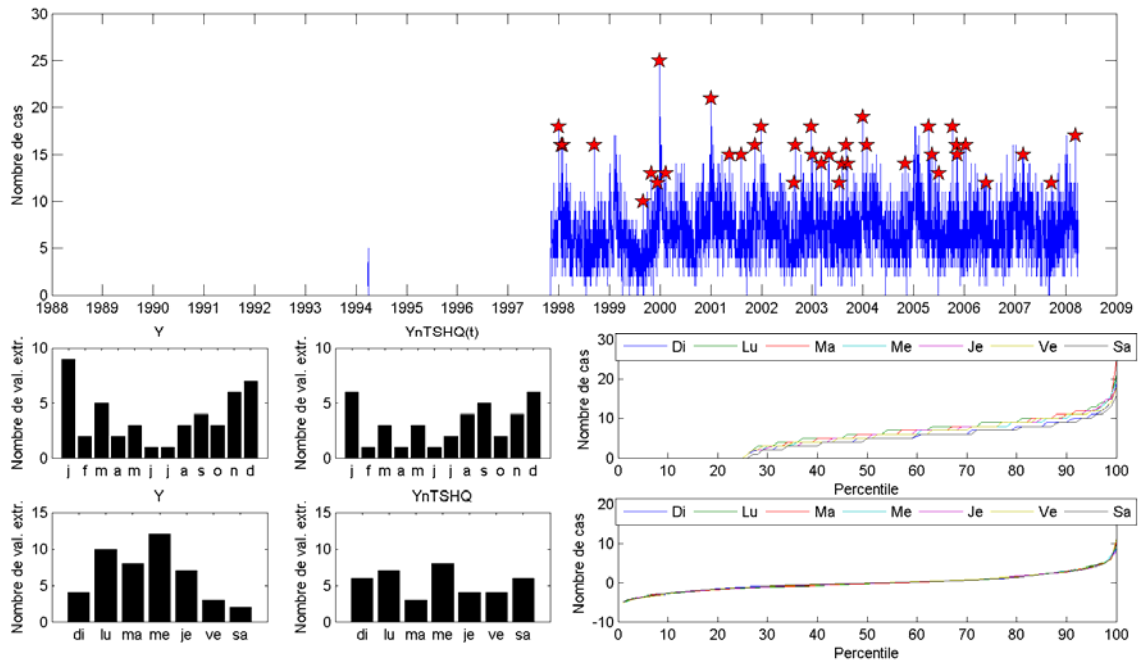 30
25
20
15
10
5
0
Nombre de cas
1988 1989 1990 1991 1992 1993 1994 1995 1996 1997 1998 1999 2000 2001 2002 2003 2004 2005 2006 2007 2008 2009
Y
10
5
0
Nombre de val. extr.
j f m a m j j a s o n d
YnTSHQ(t)
10
5
0
Nombre de val. extr.
j f m a m j j a s o n d
30
20
10
0
Nombre de cas
Di Lu Ma Me Je Ve Sa
0 10 20 30 40 50 60 70 80 90 100
Percentile
Y
15
10
5
0
Nombre de val. extr.
di lu ma me je ve sa
YnTSHQ
15
10
5
0
Nombre de val. extr.
di lu ma me je ve sa
20
10
0
-10
Nombre de cas
Di Lu Ma Me Je Ve Sa
0 10 20 30 40 50 60 70 80 90 100
Percentile